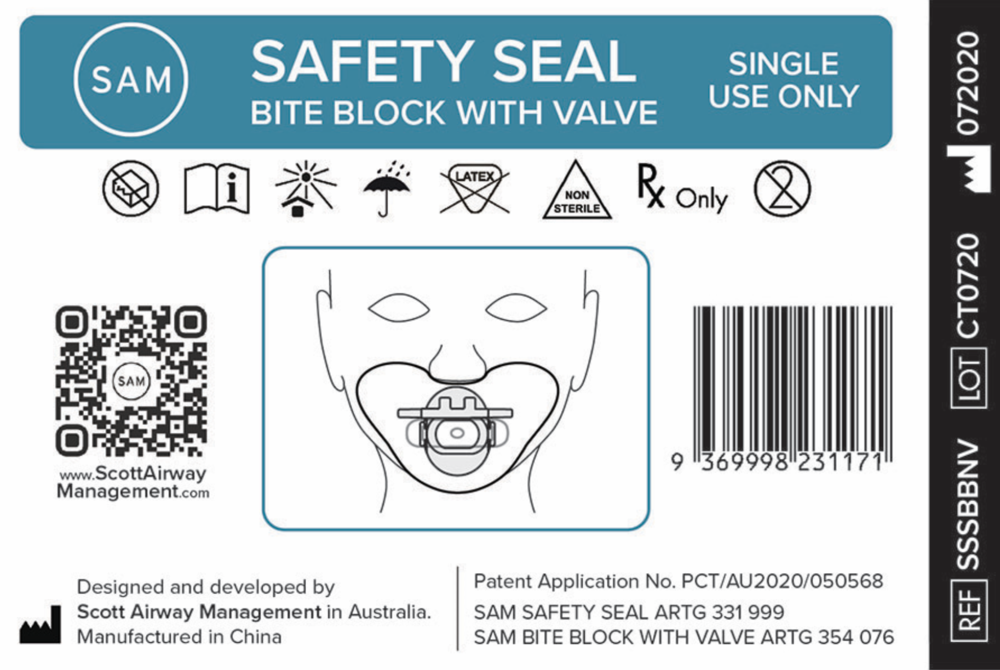 SAM
SAFETY SEAL
BITE BLOCK WITH VALVE
SINGLE
USE ONLY
i
LATEX
NON
STERILE
Rx Only
2
SAM
www.ScottAirway
Management.com
9 369998 231171
Designed and developed by
Scott Airway Management in Australia.
Manufactured in China
Patent Application No. PCT/AU2020/050568
SAM SAFETY SEAL ARTG 331 999
SAM BITE BLOCK WITH VALVE ARTG 354 076
REF SSSBBNV LOT CT0720 072020